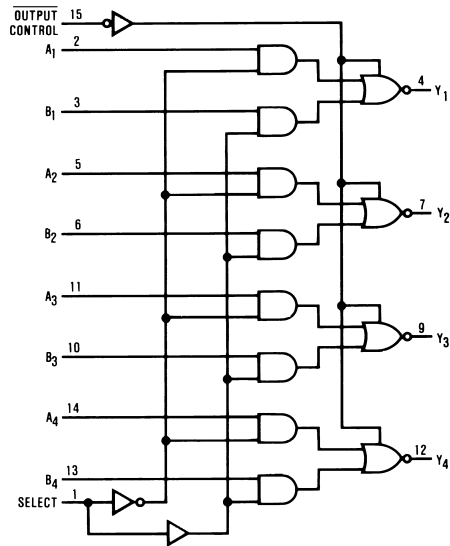 OUTPUT
CONTROL 15
A1 2
4 Y1
B1 3
A2 5
7 Y2
B2 6
A3 11
9 Y3
B3 10
A4 14
12 Y4
B4 13
SELECT 1